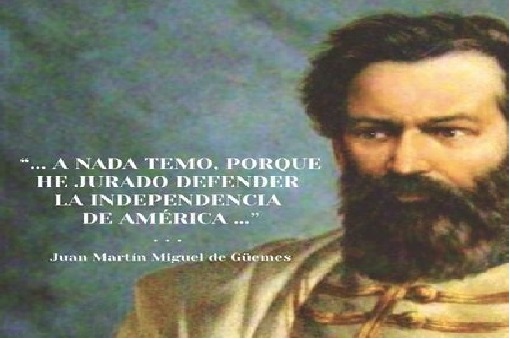 “... A NADA TEMO, PORQUE
HE JURADO DEFENDER
LA INDEPENDENCIA
DE AMÉRICA ...”
. . .
Juan Martín Miguel de Güemes